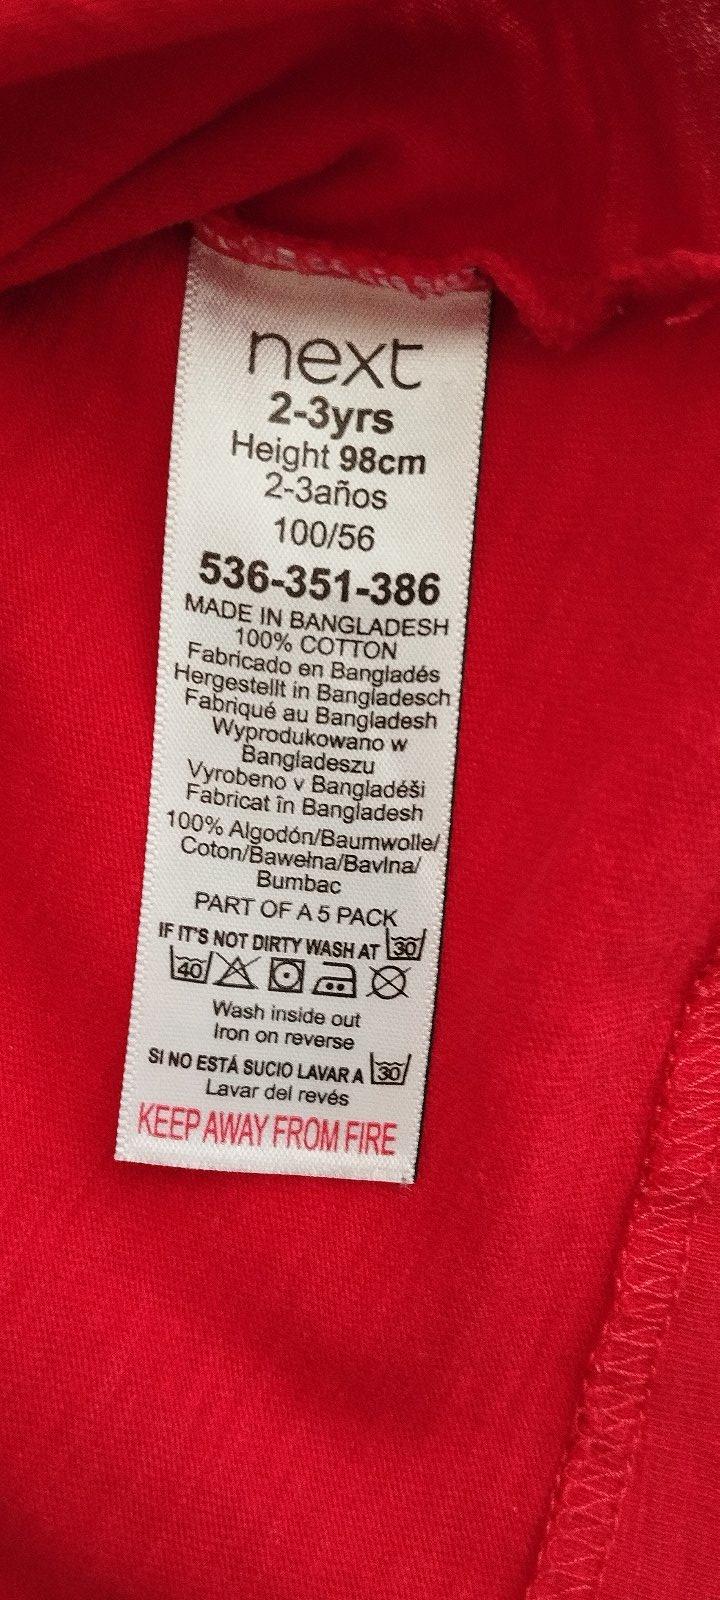 next
2-3yrs
Height 98cm
2-3años
100/56
536-351-386
MADE IN BANGLADESH
100% COTTON
Fabricado en Bangladés
Hergestellt in Bangladesch
Fabriqué au Bangladesh
Wyprodukowano w
Bangladeszu
Vyrobeno v Bangladéši
Fabricat în Bangladesh
100% Algodón/Baumwolle/
Coton/Bawełna/Bavlna/
Bumbac
PART OF A 5 PACK
IF IT'S NOT DIRTY WASH AT 30
40
Wash inside out
Iron on reverse
SI NO ESTÁ SUCIO LAVAR A 30
Lavar del revés
KEEP AWAY FROM FIRE